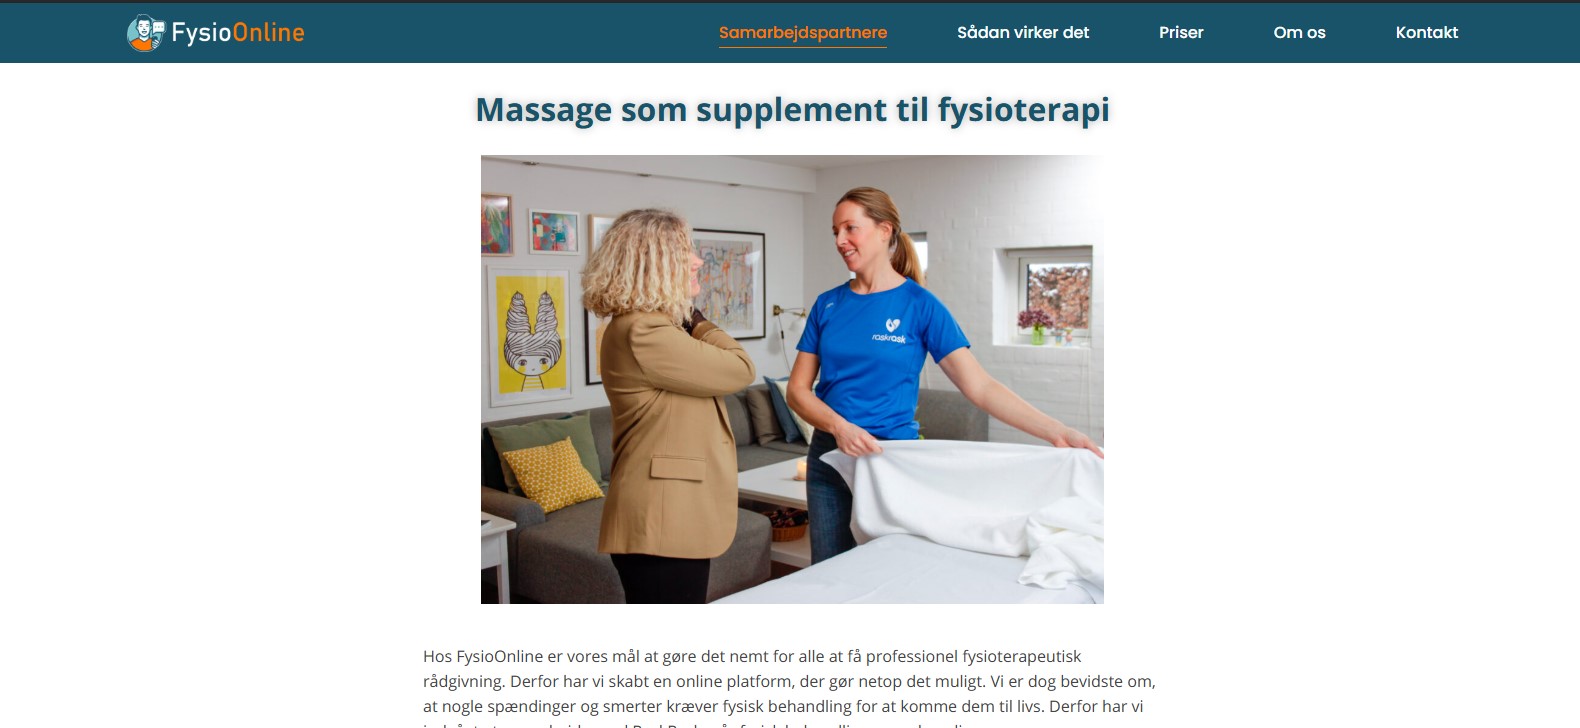 FysioOnline
Samarbejdspartnere Sådan virker det Priser Om os Kontakt
Massage som supplement til fysioterapi
raskrask
Hos FysioOnline er vores mål at gøre det nemt for alle at få professionel fysioterapeutisk
rådgivning. Derfor har vi skabt en online platform, der gør netop det muligt. Vi er dog bevidste om,
at nogle spændinger og smerter kræver fysisk behandling for at komme dem til livs. Derfor har vi